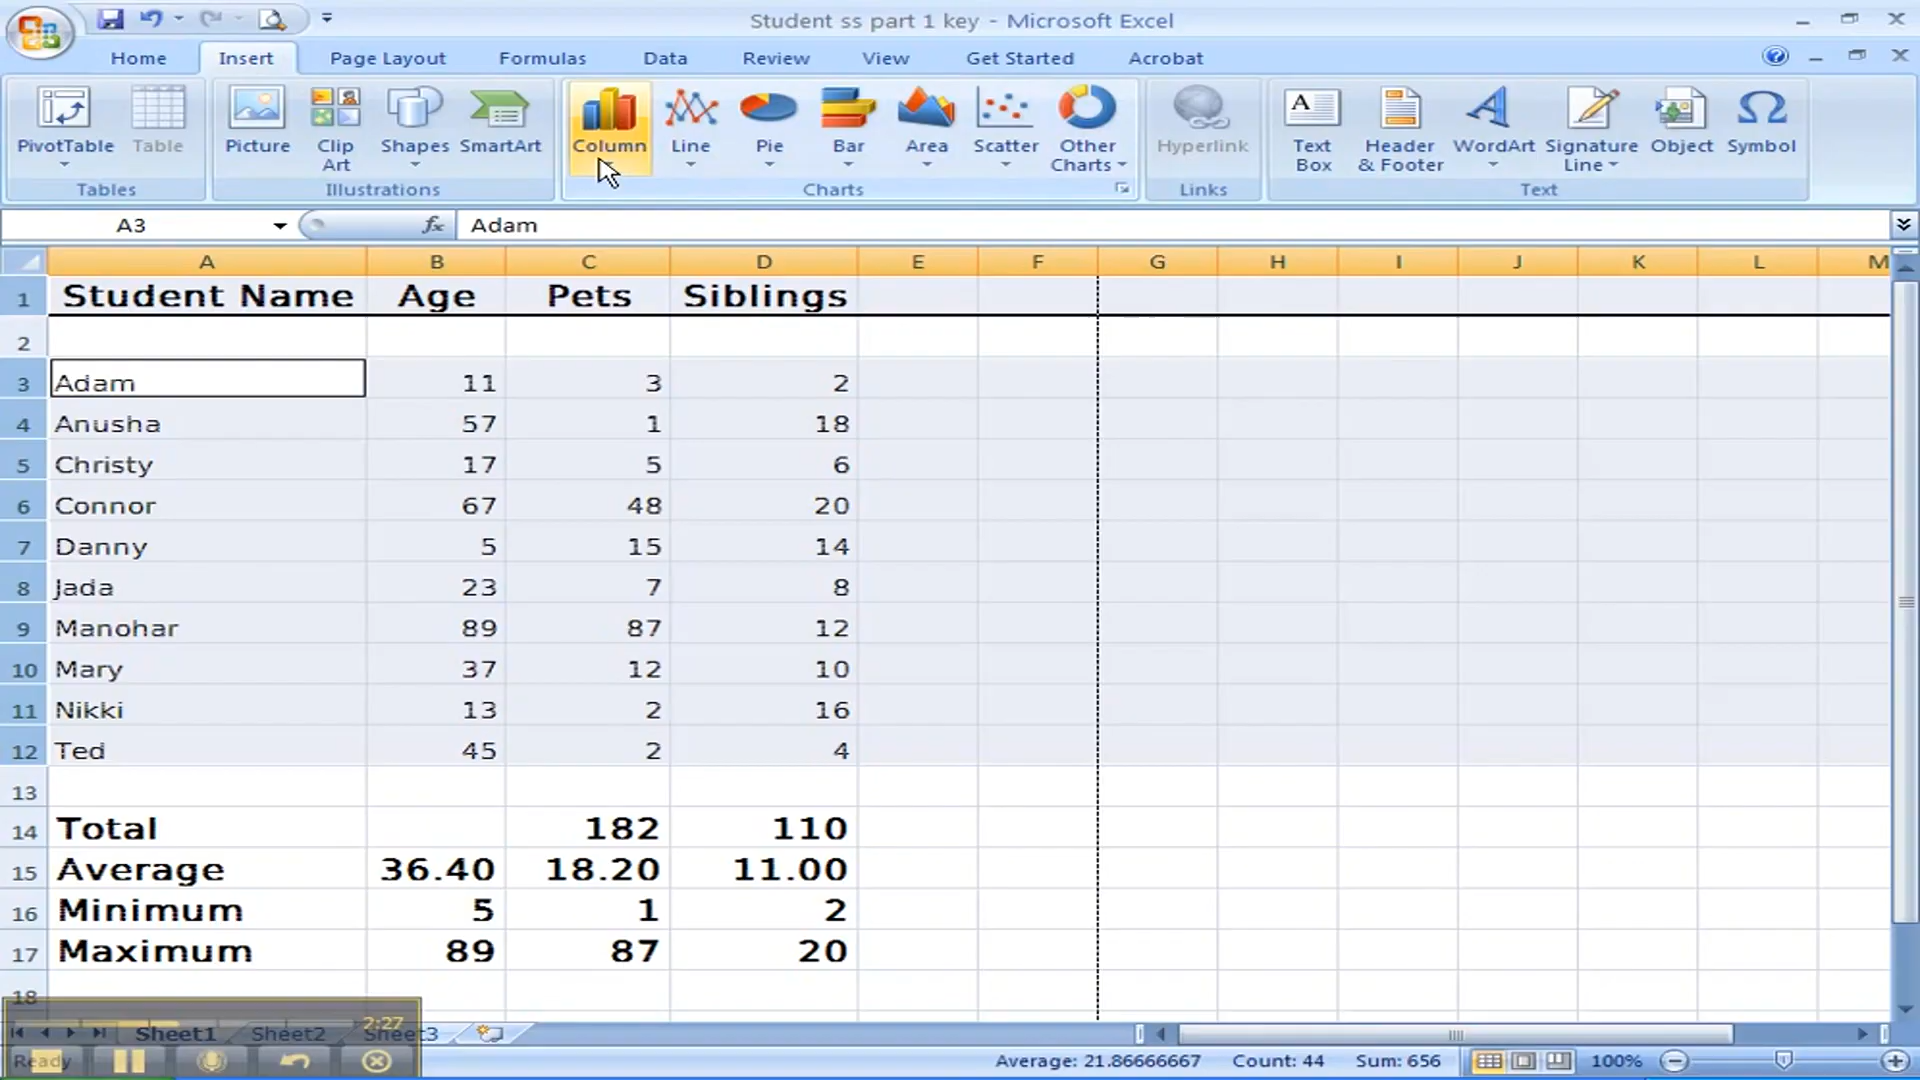 Student ss part 1 key - Microsoft Excel
Home Insert Page Layout Formulas Data Review View Get Started Acrobat
PivotTable Table Picture Clip Art Shapes SmartArt Column Line Pie Bar Area Scatter Other Charts Hyperlink Text Box Header & Footer WordArt Signature Line Object Symbol
Tables Illustrations Charts Links Text
A3 fx Adam
A B C D E F G H I J K L M
1 Student Name Age Pets Siblings
2
3 Adam 11 3 2
4 Anusha 57 1 18
5 Christy 17 5 6
6 Connor 67 48 20
7 Danny 5 15 14
8 Jada 23 7 8
9 Manohar 89 87 12
10 Mary 37 12 10
11 Nikki 13 2 16
12 Ted 45 2 4
13
14 Total 182 110
15 Average 36.40 18.20 11.00
16 Minimum 5 1 2
17 Maximum 89 87 20
18
2:27
Sheet1 Sheet2 Sheet3
Ready Average: 21.86666667 Count: 44 Sum: 656 100%